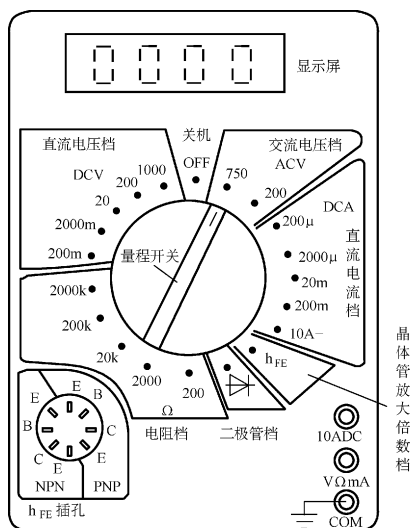 0000
显示屏
关机
直流电压档
交流电压档
OFF
DCV
ACV
1000
750
200
200
20
DCA
2000m
200μ
200m
直流电流档
量程开关
2000μ
2000k
20m
200k
200m
20k
10A-
2000
200
hFE
Ω
电阻档
二极管档
晶体管放大倍数档
E
E
B
B
C
C
E
E
NPN
PNP
hFE 插孔
10ADC
VΩmA
COM